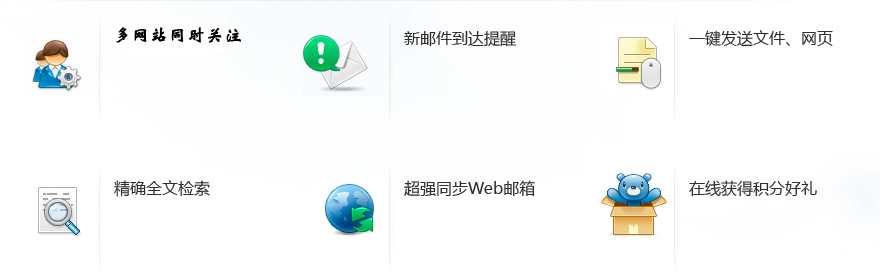 多网站同时关注
新邮件到达提醒
一键发送文件、网页
精确全文检索
超强同步Web邮箱
在线获得积分好礼